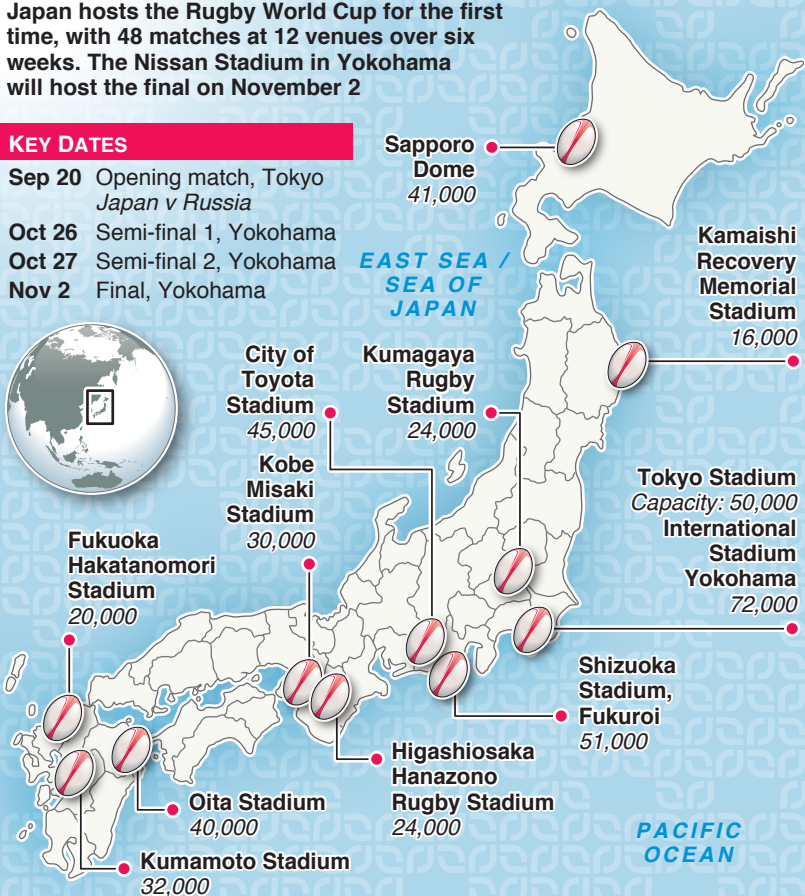 Japan hosts the Rugby World Cup for the first
time, with 48 matches at 12 venues over six
weeks. The Nissan Stadium in Yokohama
will host the final on November 2
KEY DATES
Sep 20 Opening match, Tokyo
Japan v Russia
Oct 26 Semi-final 1, Yokohama
Oct 27 Semi-final 2, Yokohama
Nov 2 Final, Yokohama
Sapporo
Dome
41,000
EAST SEA /
SEA OF
JAPAN
Kamaishi
Recovery
Memorial
Stadium
16,000
City of
Toyota
Stadium
45,000
Kumagaya
Rugby
Stadium
24,000
Kobe
Misaki
Stadium
30,000
Tokyo Stadium
Capacity: 50,000
International
Stadium
Yokohama
72,000
Fukuoka
Hakatanomori
Stadium
20,000
Shizuoka
Stadium,
Fukuroi
51,000
Higashiosaka
Hanazono
Rugby Stadium
24,000
Oita Stadium
40,000
Kumamoto Stadium
32,000
PACIFIC
OCEAN